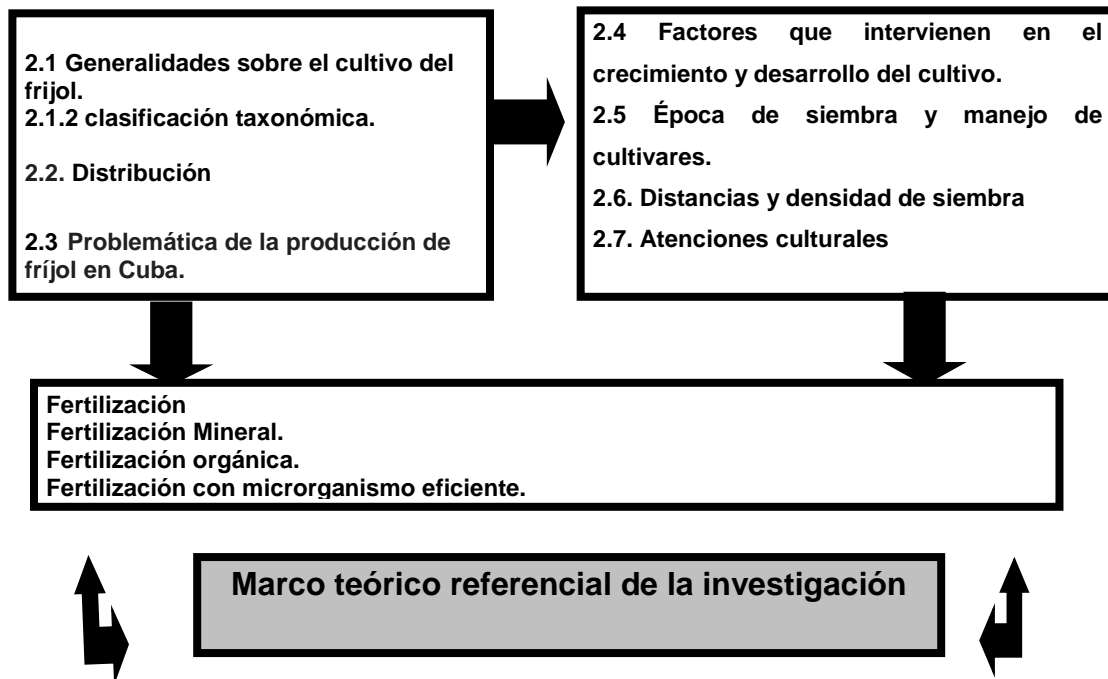 2.1 Generalidades sobre el cultivo del
frijol.
2.1.2 clasificación taxonómica.
2.2. Distribución
2.3 Problemática de la producción de
fríjol en Cuba.
2.4 Factores que intervienen en el
crecimiento y desarrollo del cultivo.
2.5 Época de siembra y manejo de
cultivares.
2.6. Distancias y densidad de siembra
2.7. Atenciones culturales
Fertilización
Fertilización Mineral.
Fertilización orgánica.
Fertilización con microrganismo eficiente.
Marco teórico referencial de la investigación